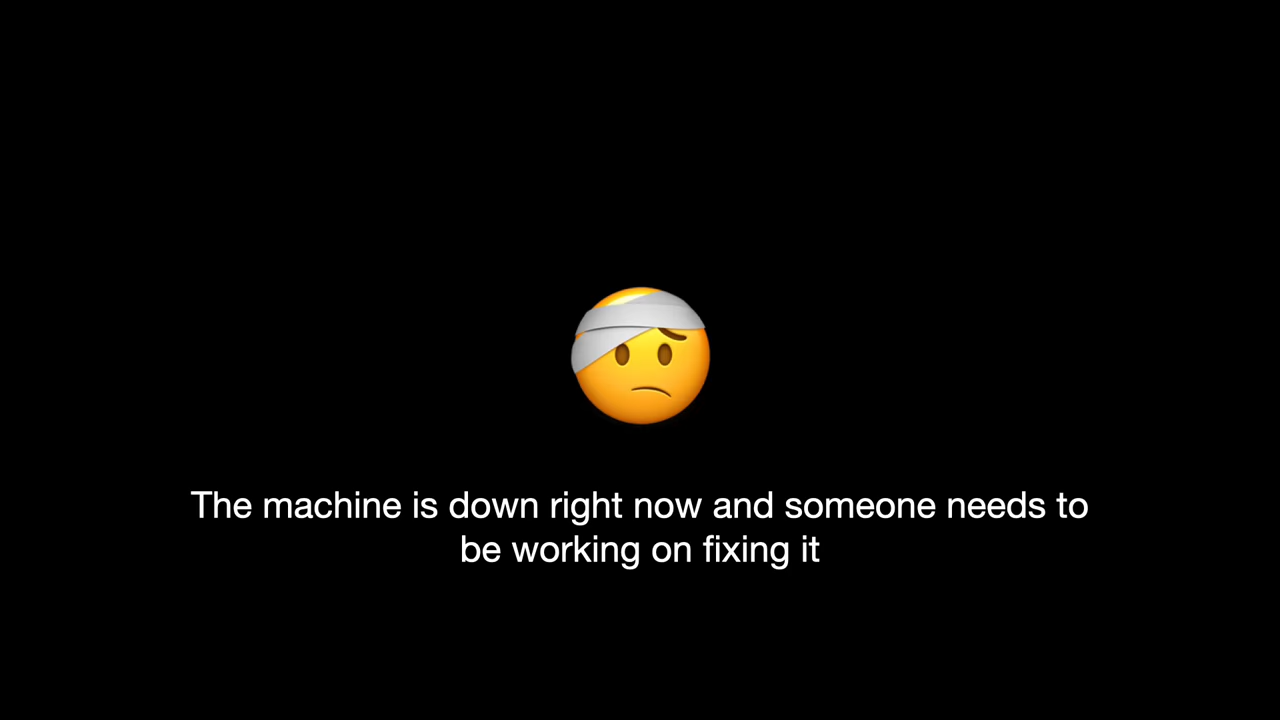 The machine is down right now and someone needs to
be working on fixing it